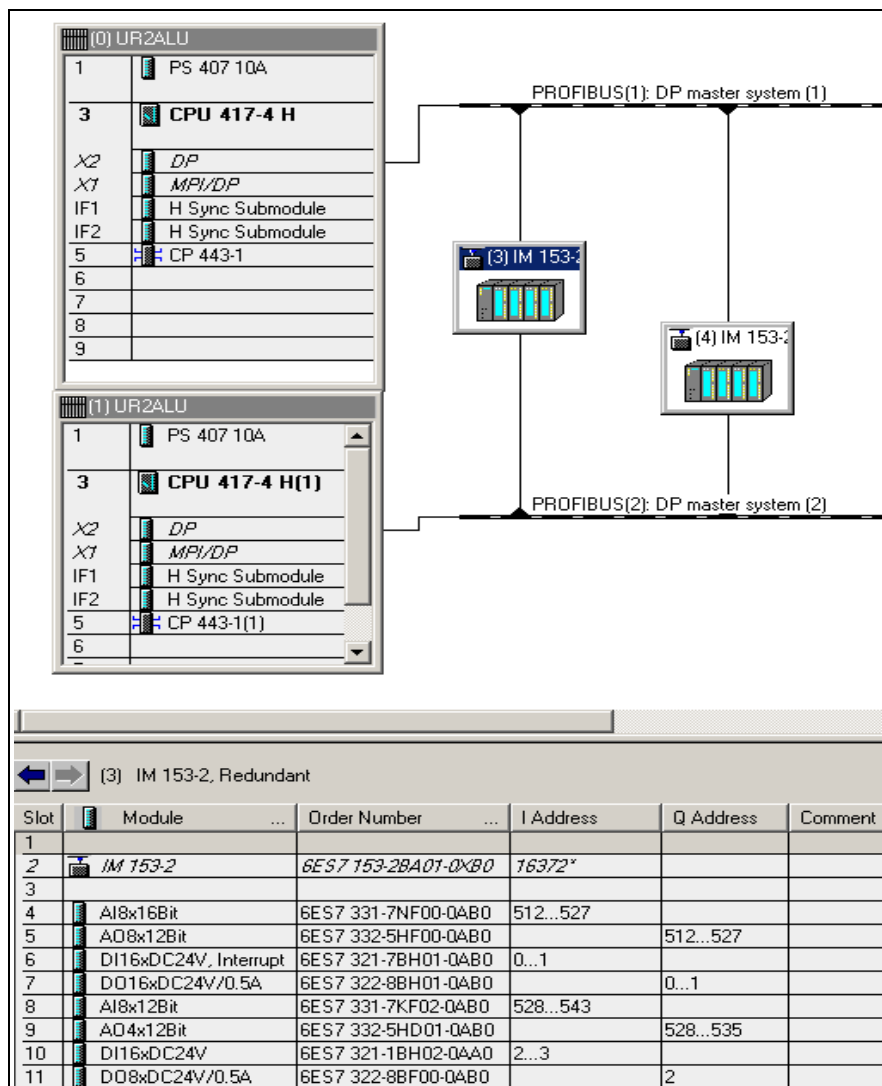 (0) UR2ALU
1 PS 407 10A
3 CPU 417-4 H
X2 DP
X1 MPI/DP
IF1 H Sync Submodule
IF2 H Sync Submodule
5 CP 443-1
6
7
8
9
PROFIBUS(1): DP master system (1)
(3) IM 153-2
(4) IM 153-2
(1) UR2ALU
1 PS 407 10A
3 CPU 417-4 H(1)
X2 DP
X1 MPI/DP
IF1 H Sync Submodule
IF2 H Sync Submodule
5 CP 443-1(1)
6
PROFIBUS(2): DP master system (2)
(3) IM 153-2, Redundant
Slot Module ... Order Number ... I Address Q Address Comment
1
2 IM 153-2 6ES7 153-2BA01-0XB0 16372*
3
4 AI8x16Bit 6ES7 331-7NF00-0AB0 512...527
5 AO8x12Bit 6ES7 332-5HF00-0AB0 512...527
6 DI16xDC24V, Interrupt 6ES7 321-7BH01-0AB0 0...1
7 DO16xDC24V/0.5A 6ES7 322-8BH01-0AB0 0...1
8 AI8x12Bit 6ES7 331-7KF02-0AB0 528...543
9 AO4x12Bit 6ES7 332-5HD01-0AB0 528...535
10 DI16xDC24V 6ES7 321-1BH02-0AA0 2...3
11 DO8xDC24V/0.5A 6ES7 322-8BF00-0AB0 2